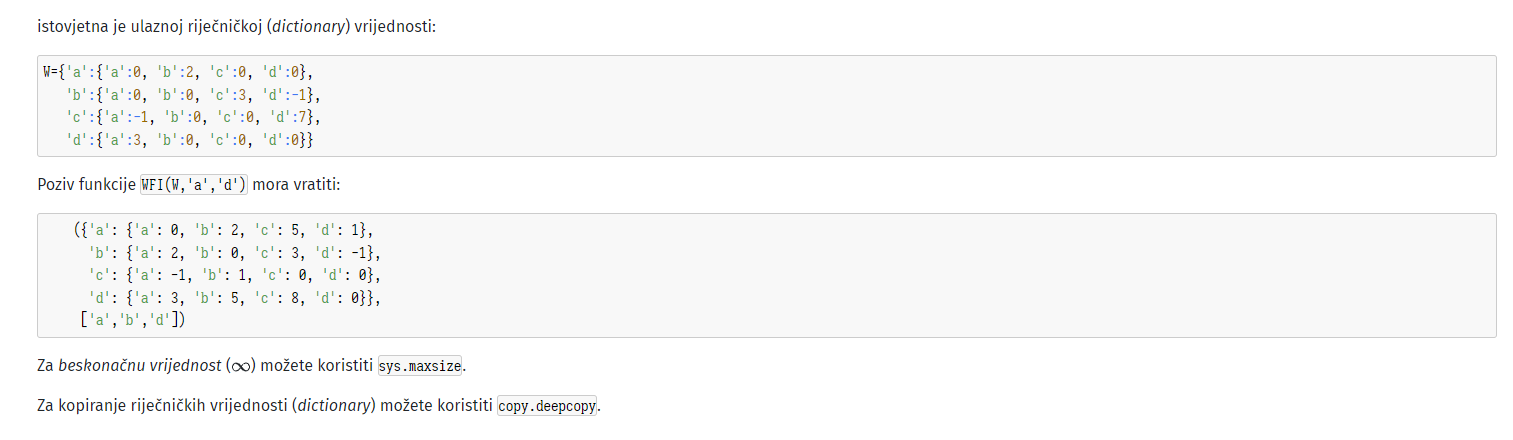 istovjetna je ulaznoj riječničkoj (dictionary) vrijednosti:
W={'a':{'a':0, 'b':2, 'c':0, 'd':0},
'b':{'a':0, 'b':0, 'c':3, 'd':-1},
'c':{'a':-1, 'b':0, 'c':0, 'd':7},
'd':{'a':3, 'b':0, 'c':0, 'd':0}}
Poziv funkcije WFI(W,'a','d') mora vratiti:
({'a': {'a': 0, 'b': 2, 'c': 5, 'd': 1},
'b': {'a': 2, 'b': 0, 'c': 3, 'd': -1},
'c': {'a': -1, 'b': 1, 'c': 0, 'd': 0},
'd': {'a': 3, 'b': 5, 'c': 8, 'd': 0}},
['a','b','d'])
Za beskonačnu vrijednost (∞) možete koristiti sys.maxsize.
Za kopiranje riječničkih vrijednosti (dictionary) možete koristiti copy.deepcopy.